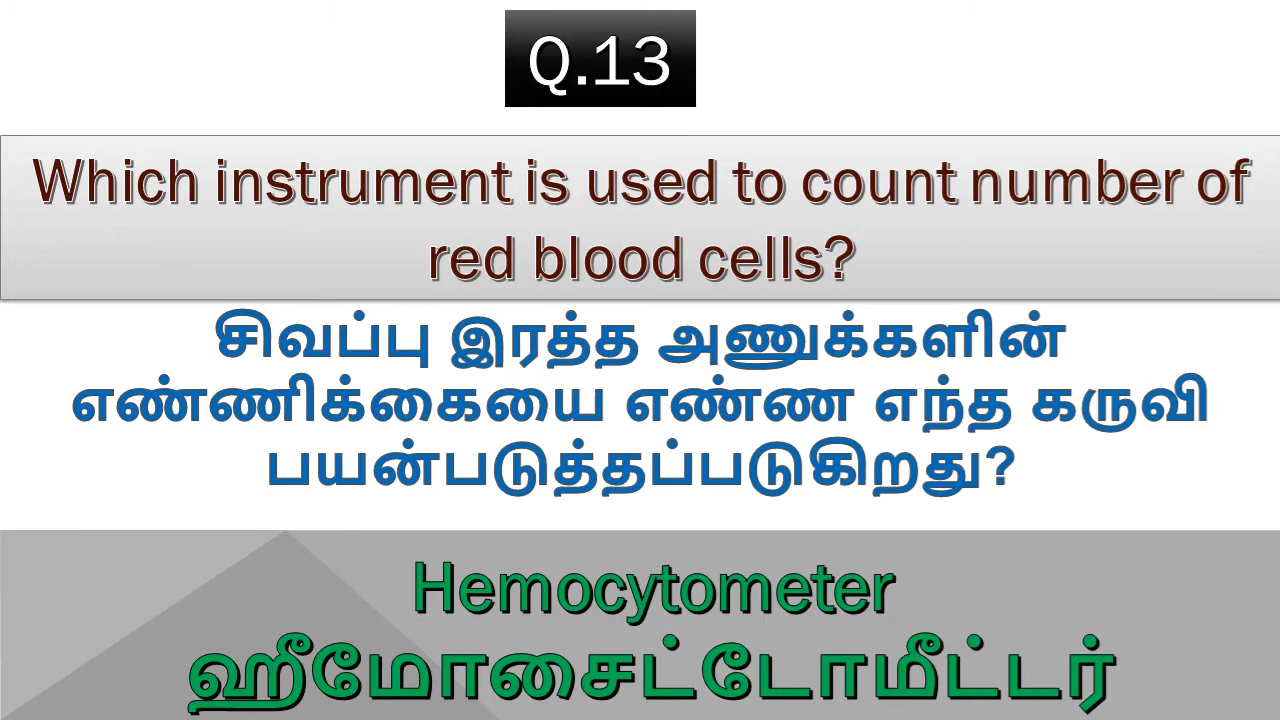 Q.13
Which instrument is used to count number of
red blood cells?
சிவப்பு இரத்த அணுக்களின்
எண்ணிக்கையை எண்ண எந்த கருவி
பயன்படுத்தப்படுகிறது?
Hemocytometer
ஹீமோசைட்டோமீட்டர்